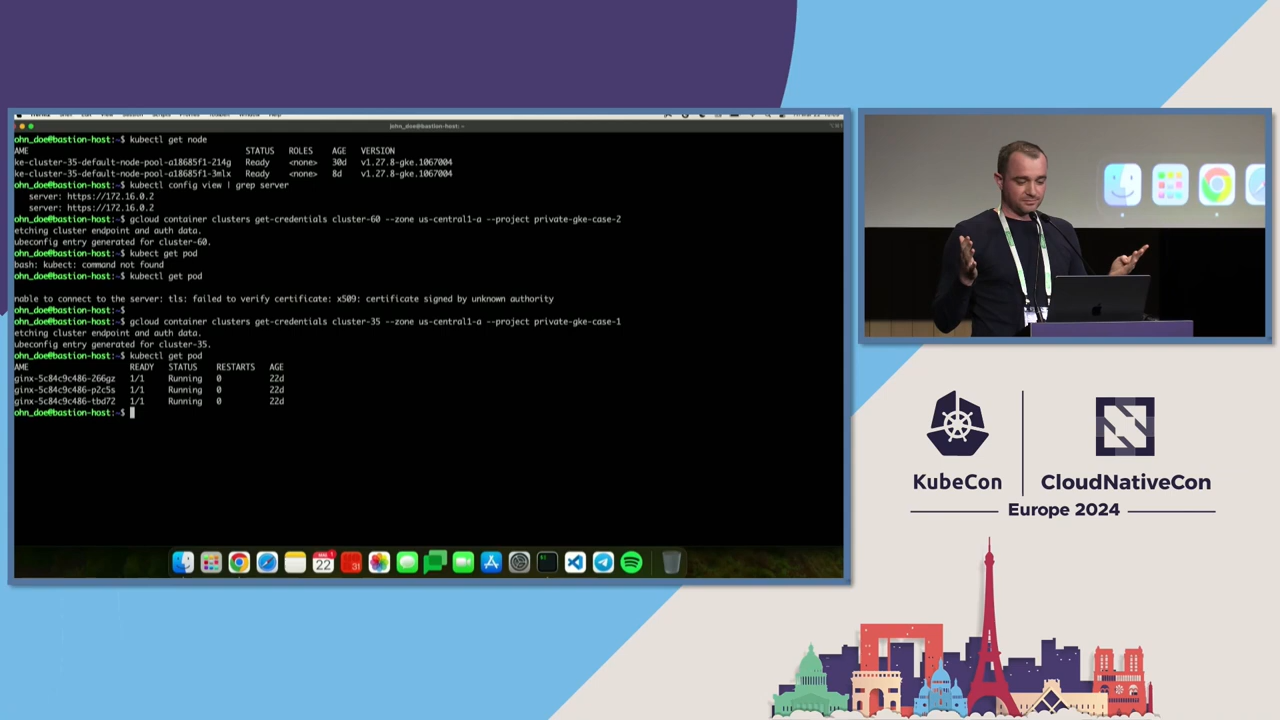 john_doe@bastion-host: ~
ohn_doe@bastion-host:~$ kubectl get node
AME STATUS ROLES AGE VERSION
ke-cluster-35-default-node-pool-a18685f1-214g Ready <none> 30d v1.27.8-gke.1067004
ke-cluster-35-default-node-pool-a18685f1-3mlx Ready <none> 8d v1.27.8-gke.1067004
ohn_doe@bastion-host:~$ kubectl config view | grep server
server: https://172.16.0.2
server: https://172.16.0.2
ohn_doe@bastion-host:~$ gcloud container clusters get-credentials cluster-60 --zone us-central1-a --project private-gke-case-2
etching cluster endpoint and auth data.
ubeconfig entry generated for cluster-60.
ohn_doe@bastion-host:~$ kubect get pod
bash: kubect: command not found
ohn_doe@bastion-host:~$ kubectl get pod
nable to connect to the server: tls: failed to verify certificate: x509: certificate signed by unknown authority
ohn_doe@bastion-host:~$
ohn_doe@bastion-host:~$ gcloud container clusters get-credentials cluster-35 --zone us-central1-a --project private-gke-case-1
etching cluster endpoint and auth data.
ubeconfig entry generated for cluster-35.
ohn_doe@bastion-host:~$ kubectl get pod
AME READY STATUS RESTARTS AGE
ginx-5c84c9c486-266gz 1/1 Running 0 22d
ginx-5c84c9c486-p2c5s 1/1 Running 0 22d
ginx-5c84c9c486-tbd72 1/1 Running 0 22d
ohn_doe@bastion-host:~$
22
31
KubeCon
CloudNativeCon
Europe 2024